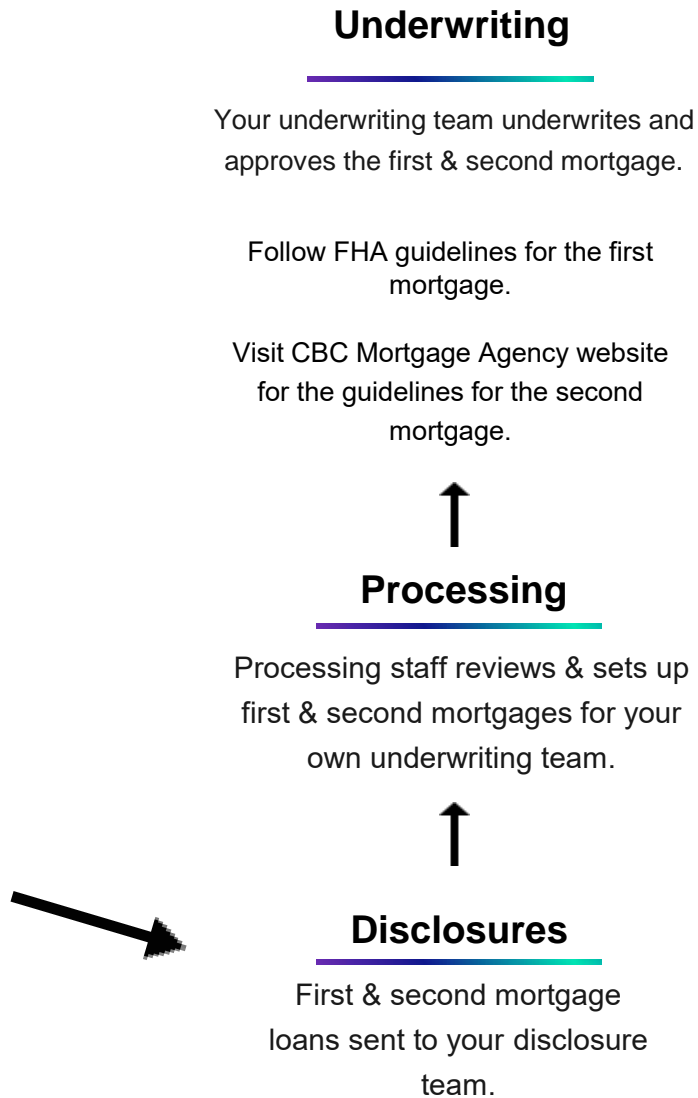 Underwriting
Your underwriting team underwrites and
approves the first & second mortgage.
Follow FHA guidelines for the first
mortgage.
Visit CBC Mortgage Agency website
for the guidelines for the second
mortgage.
Processing
Processing staff reviews & sets up
first & second mortgages for your
own underwriting team.
Disclosures
First & second mortgage
loans sent to your disclosure
team.